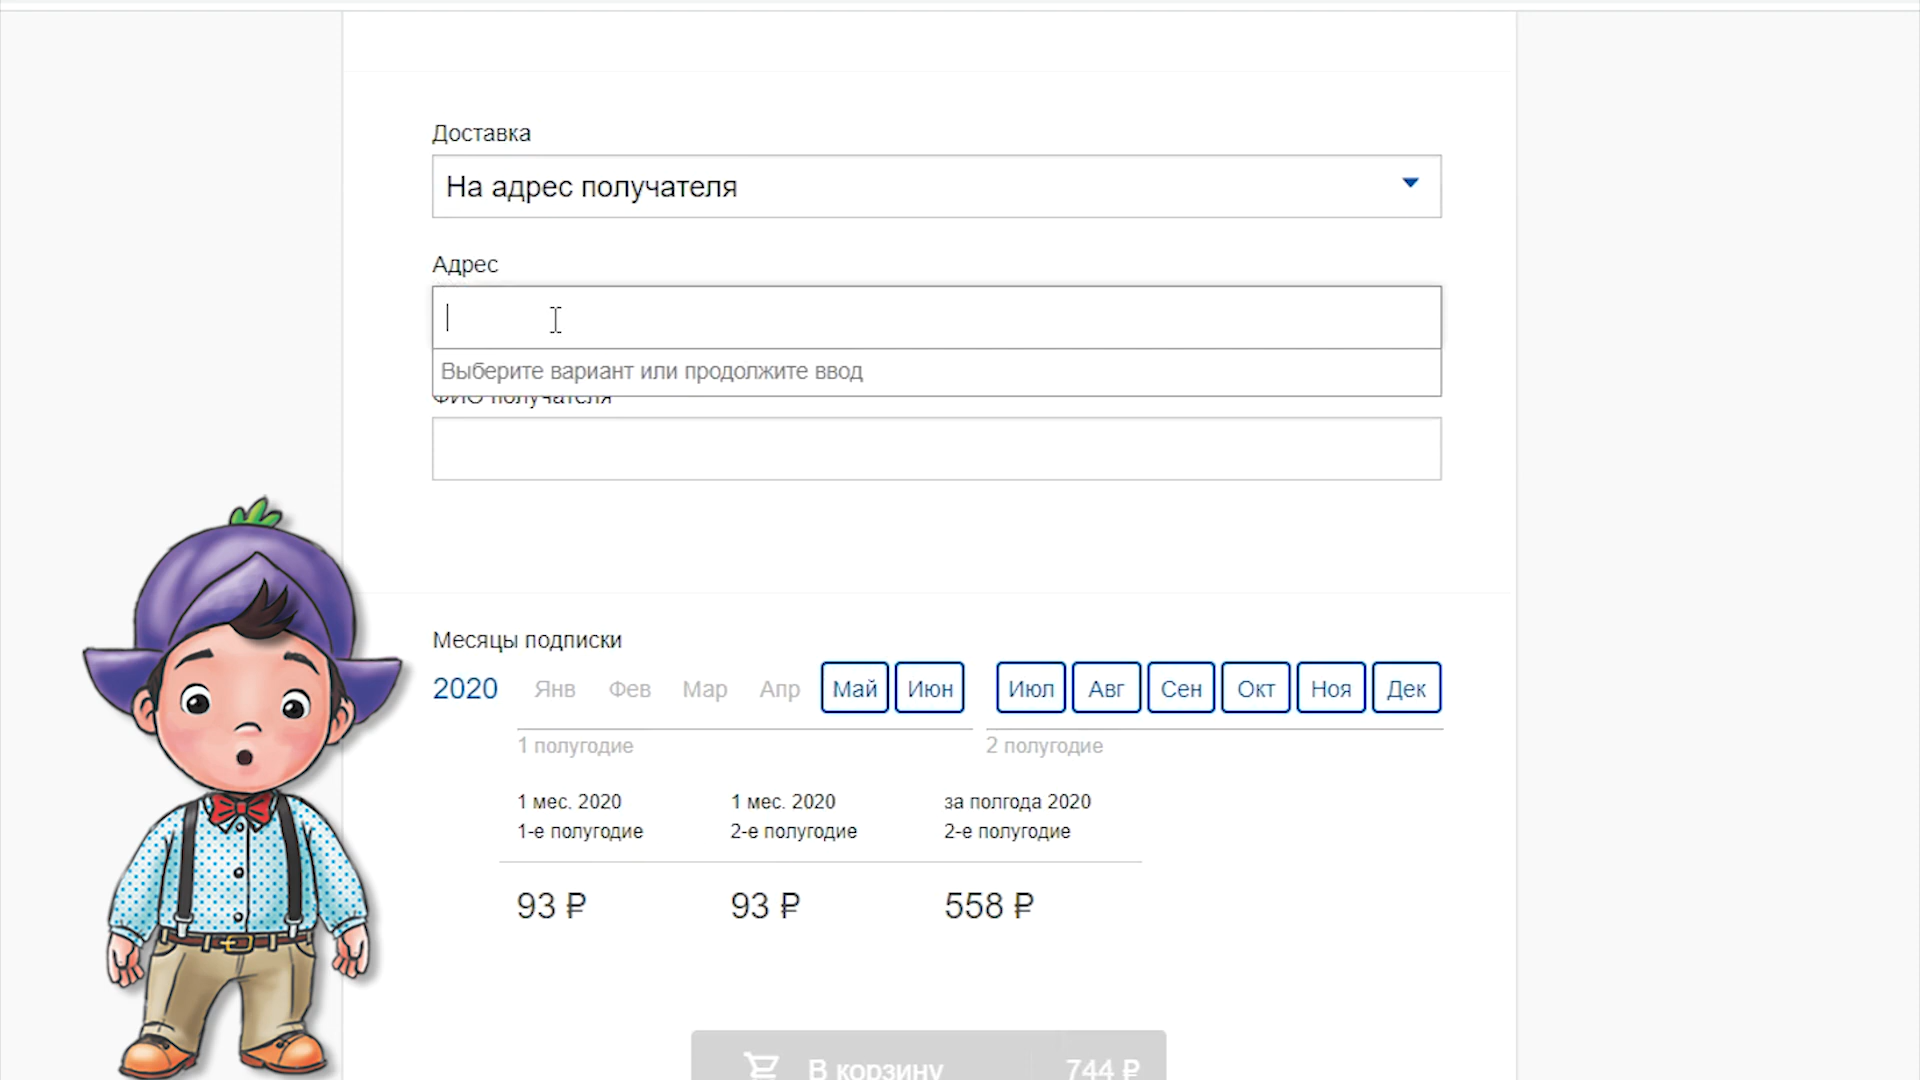 Доставка
На адрес получателя
Адрес
Выберите вариант или продолжите ввод
ФИО получателя
Месяцы подписки
2020 Янв Фев Мар Апр Май Июн Июл Авг Сен Окт Ноя Дек
1 полугодие 2 полугодие
1 мес. 2020 1 мес. 2020 за полгода 2020
1-е полугодие 2-е полугодие 2-е полугодие
93 ₽ 93 ₽ 558 ₽
В корзину 744 ₽